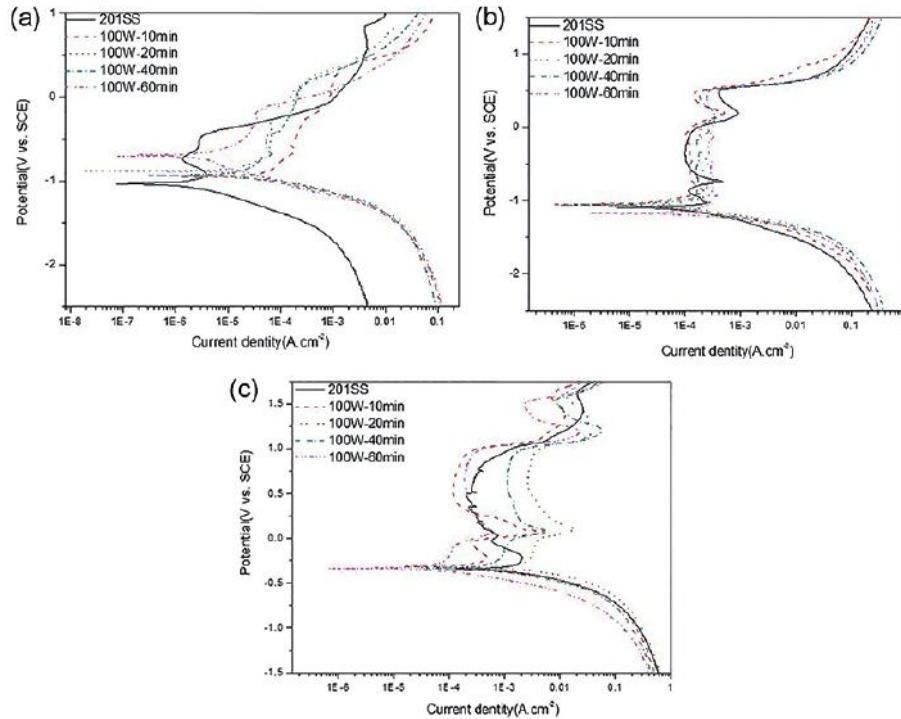 (a)
201SS
100W-10min
100W-20min
100W-40min
100W-60min
Potential(V vs. SCE)
1
0
-1
-2
1E-8 1E-7 1E-6 1E-5 1E-4 1E-3 0.01 0.1
Current dentity(A.cm-2)
(b)
201SS
100W-10min
100W-20min
100W-40min
100W-60min
Potential(V vs. SCE)
1
0
-1
-2
1E-6 1E-5 1E-4 1E-3 0.01 0.1
Current dentity(A.cm-2)
(c)
201SS
100W-10min
100W-20min
100W-40min
100W-60min
Potential(V vs. SCE)
1.5
1.0
0.5
0.0
-0.5
-1.0
-1.5
1E-6 1E-5 1E-4 1E-3 0.01 0.1 1
Current dentity(A.cm-2)